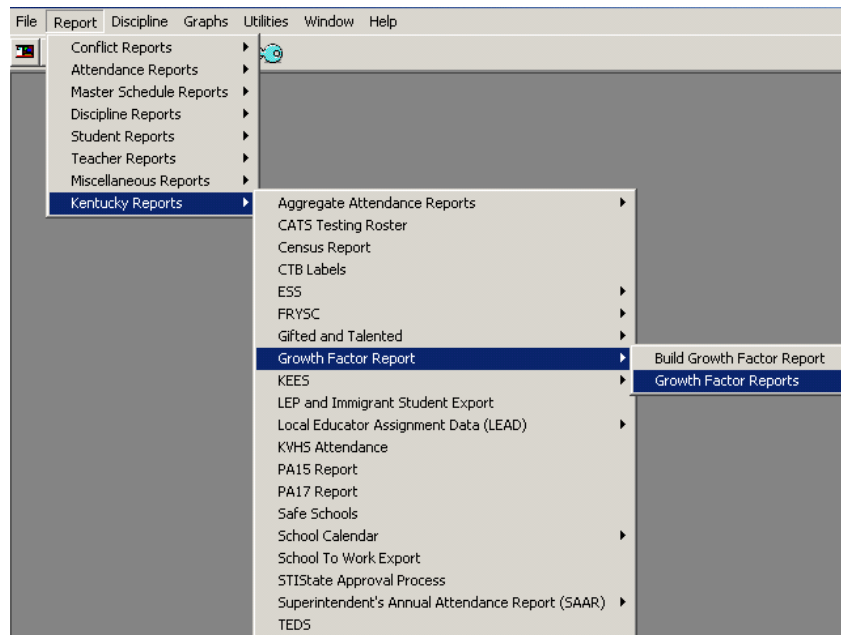 File Report Discipline Graphs Utilities Window Help
Conflict Reports
Attendance Reports
Master Schedule Reports
Discipline Reports
Student Reports
Teacher Reports
Miscellaneous Reports
Kentucky Reports
Aggregate Attendance Reports
CATS Testing Roster
Census Report
CTB Labels
ESS
FRYSC
Gifted and Talented
Growth Factor Report
Build Growth Factor Report
Growth Factor Reports
KEES
LEP and Immigrant Student Export
Local Educator Assignment Data (LEAD)
KVHS Attendance
PA15 Report
PA17 Report
Safe Schools
School Calendar
School To Work Export
STIState Approval Process
Superintendent's Annual Attendance Report (SAAR)
TEDS